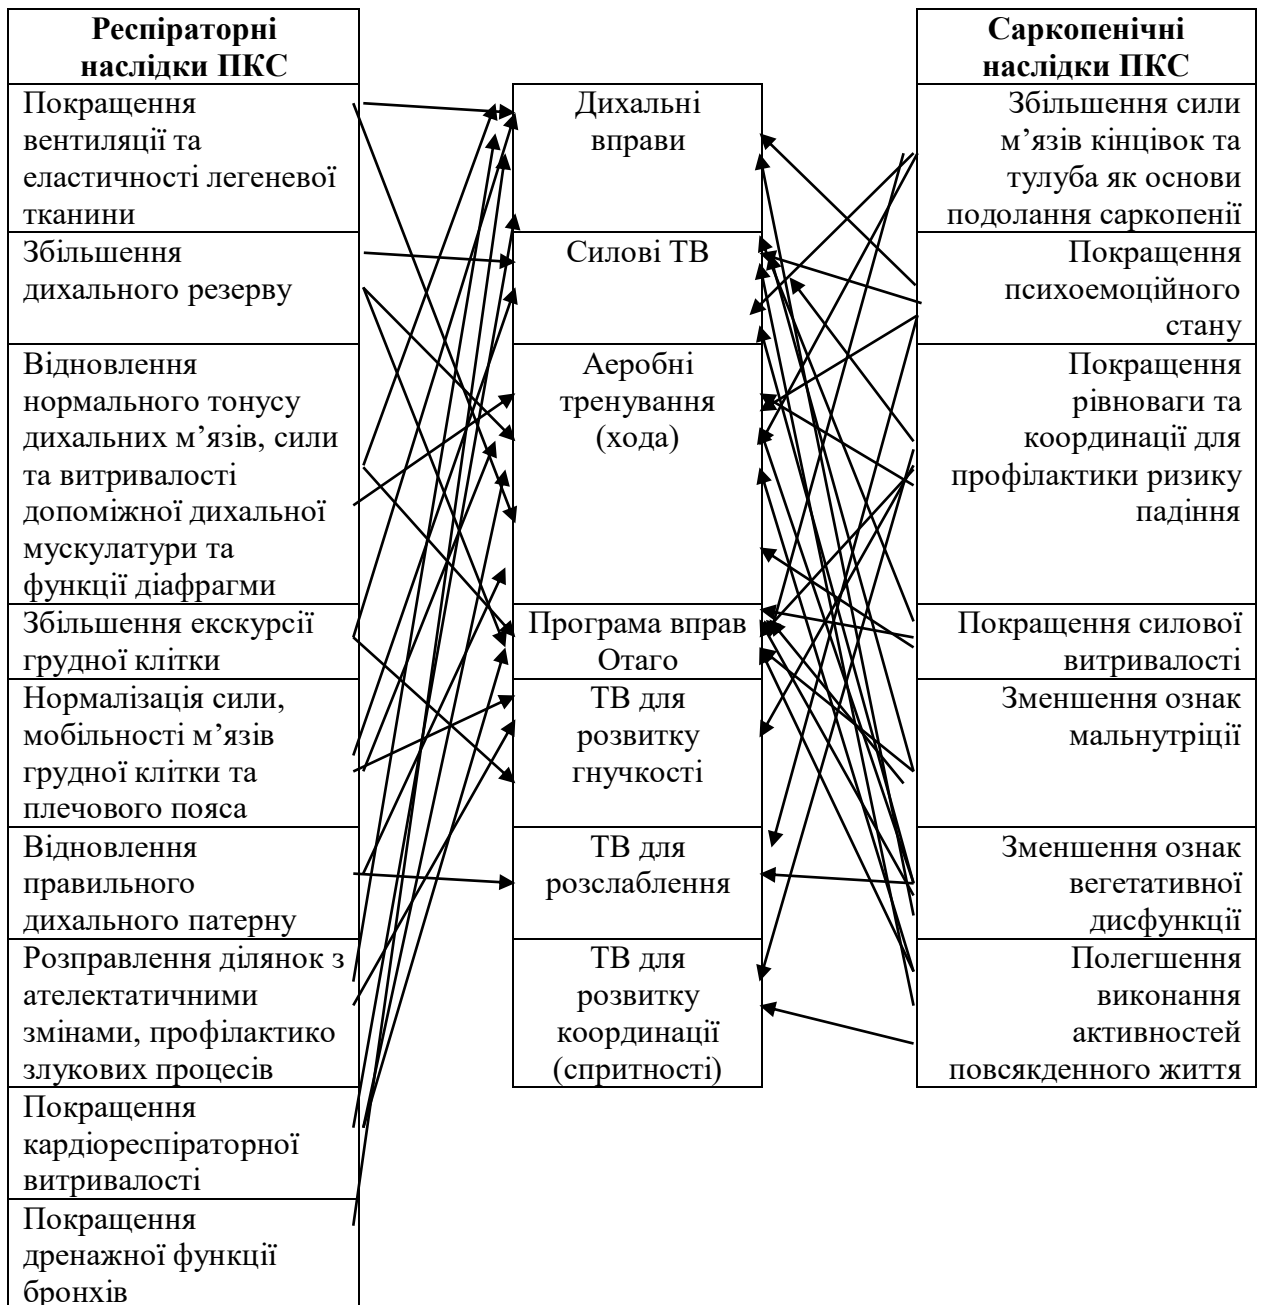 Респіраторні
наслідки ПКС
Покращення
вентиляції та
еластичності легеневої
тканини
Збільшення
дихального резерву
Відновлення
нормального тонусу
дихальних м’язів, сили
та витривалості
допоміжної дихальної
мускулатури та
функції діафрагми
Збільшення екскурсії
грудної клітки
Нормалізація сили,
мобільності м’язів
грудної клітки та
плечового пояса
Відновлення
правильного
дихального патерну
Розправлення ділянок з
ателектатичними
змінами, профілактико
злукових процесів
Покращення
кардіореспіраторної
витривалості
Покращення
дренажної функції
бронхів
Дихальні
вправи
Силові ТВ
Аеробні
тренування
(хода)
Програма вправ
Отаго
ТВ для
розвитку
гнучкості
ТВ для
розслаблення
ТВ для
розвитку
координації
(спритності)
Саркопенічні
наслідки ПКС
Збільшення сили
м’язів кінцівок та
тулуба як основи
подолання саркопенії
Покращення
психоемоційного
стану
Покращення
рівноваги та
координації для
профілактики ризику
падіння
Покращення силової
витривалості
Зменшення ознак
мальнутріції
Зменшення ознак
вегетативної
дисфункції
Полегшення
виконання
активностей
повсякденного життя